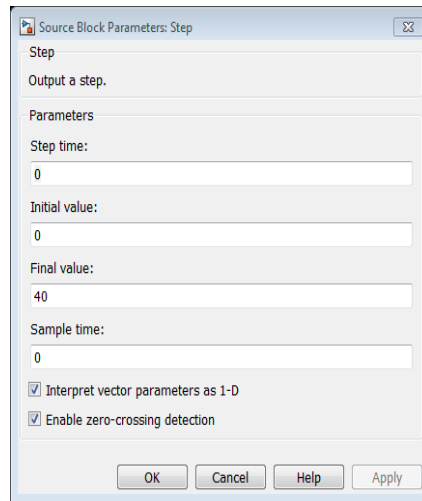 Source Block Parameters: Step
Step
Output a step.
Parameters
Step time:
0
Initial value:
0
Final value:
40
Sample time:
0
Interpret vector parameters as 1-D
Enable zero-crossing detection
OK Cancel Help Apply